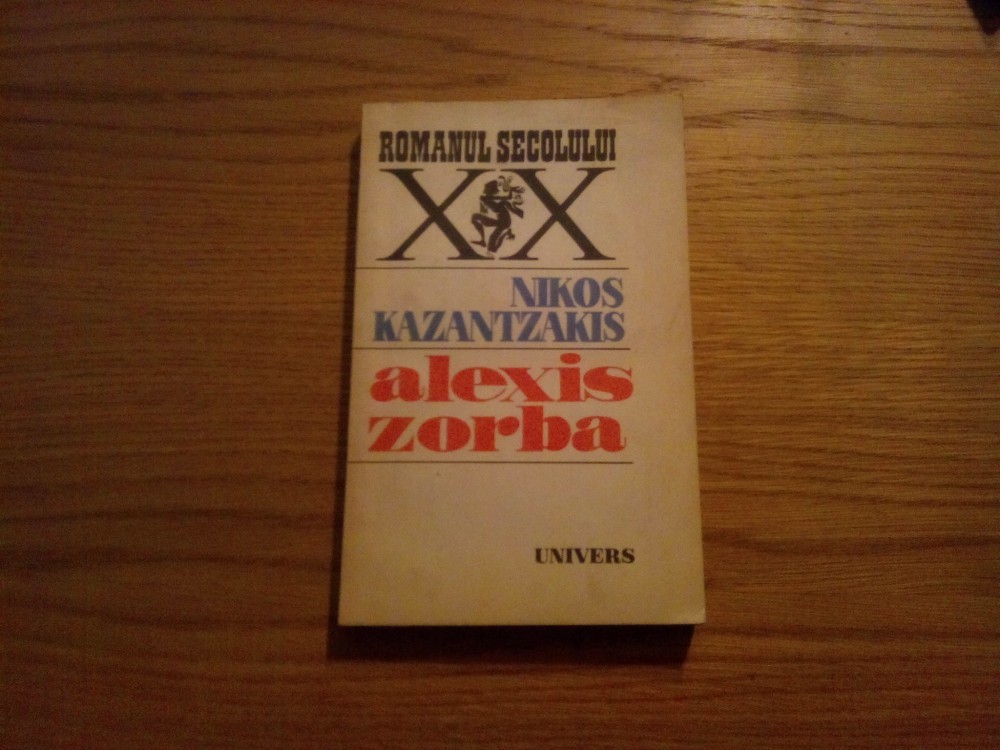 ROMANUL SECOLULUI
XX
NIKOS
KAZANTZAKIS
alexis
zorba
UNIVERS